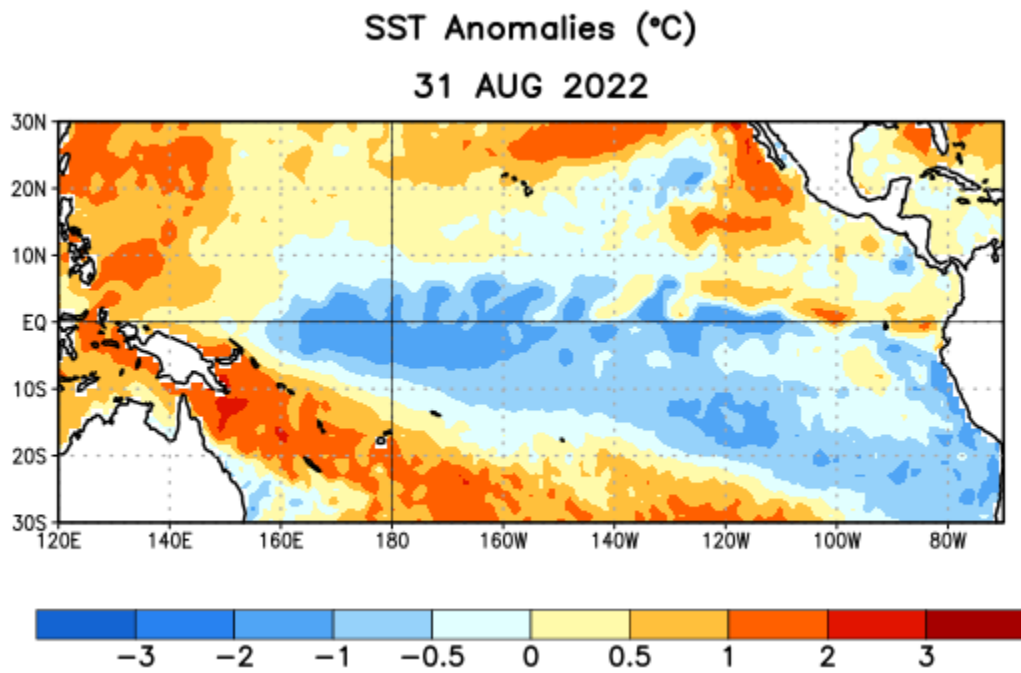 SST Anomalies (°C)
31 AUG 2022
30N
20N
10N
EQ
10S
20S
30S
120E 140E 160E 180 160W 140W 120W 100W 80W
−3 −2 −1 −0.5 0 0.5 1 2 3